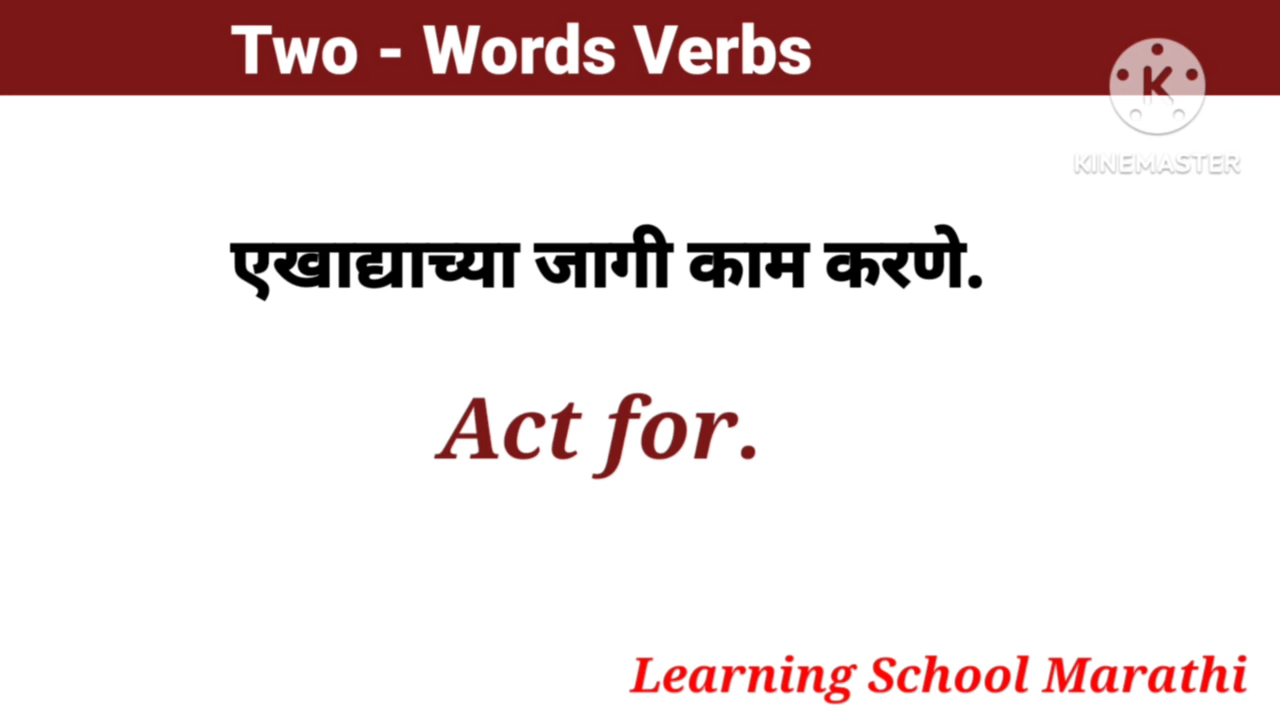 Two - Words Verbs
K
KINEMASTER
एखाद्याच्या जागी काम करणे.
Act for.
Learning School Marathi